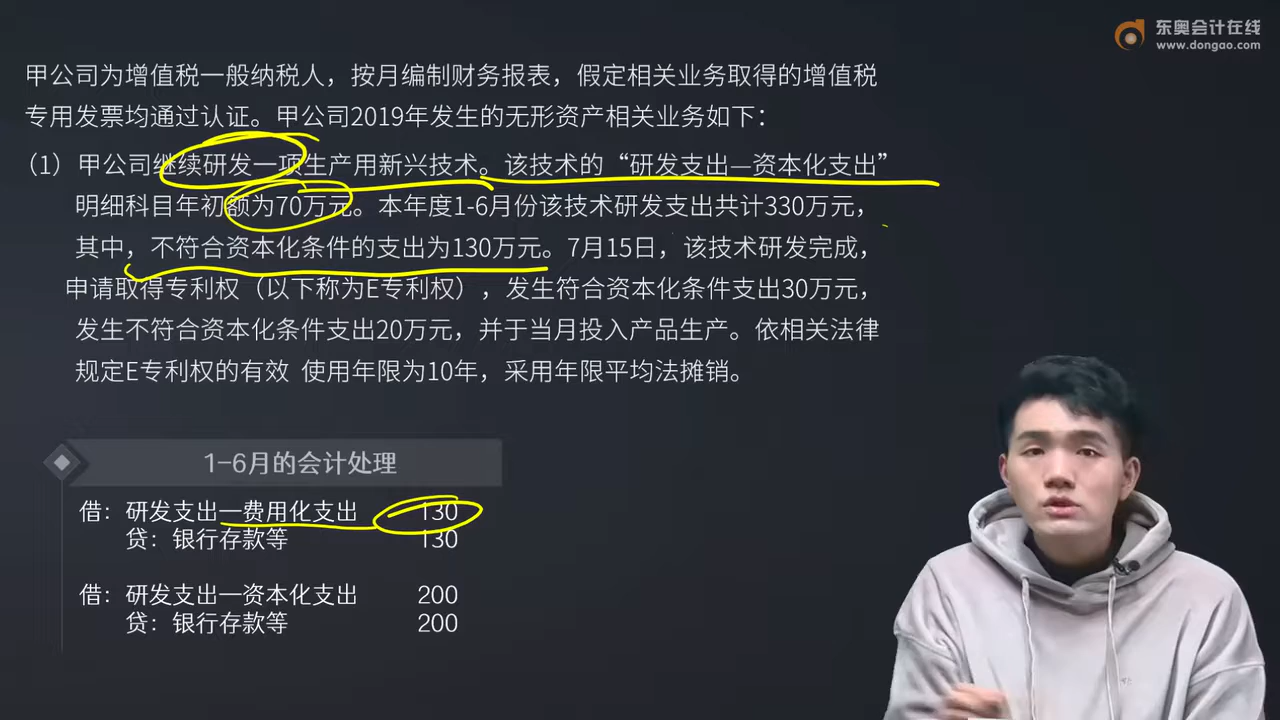 东奥会计在线
www.dongao.com
甲公司为增值税一般纳税人，按月编制财务报表，假定相关业务取得的增值税
专用发票均通过认证。甲公司2019年发生的无形资产相关业务如下：
（1）甲公司继续研发一项生产用新兴技术。该技术的“研发支出—资本化支出”
明细科目年初额为70万元。本年度1-6月份该技术研发支出共计330万元，
其中，不符合资本化条件的支出为130万元。7月15日，该技术研发完成，
申请取得专利权（以下称为E专利权），发生符合资本化条件支出30万元，
发生不符合资本化条件支出20万元，并于当月投入产品生产。依相关法律
规定E专利权的有效 使用年限为10年，采用年限平均法摊销。
1-6月的会计处理
借：研发支出—费用化支出 130
贷：银行存款等 130
借：研发支出—资本化支出 200
贷：银行存款等 200